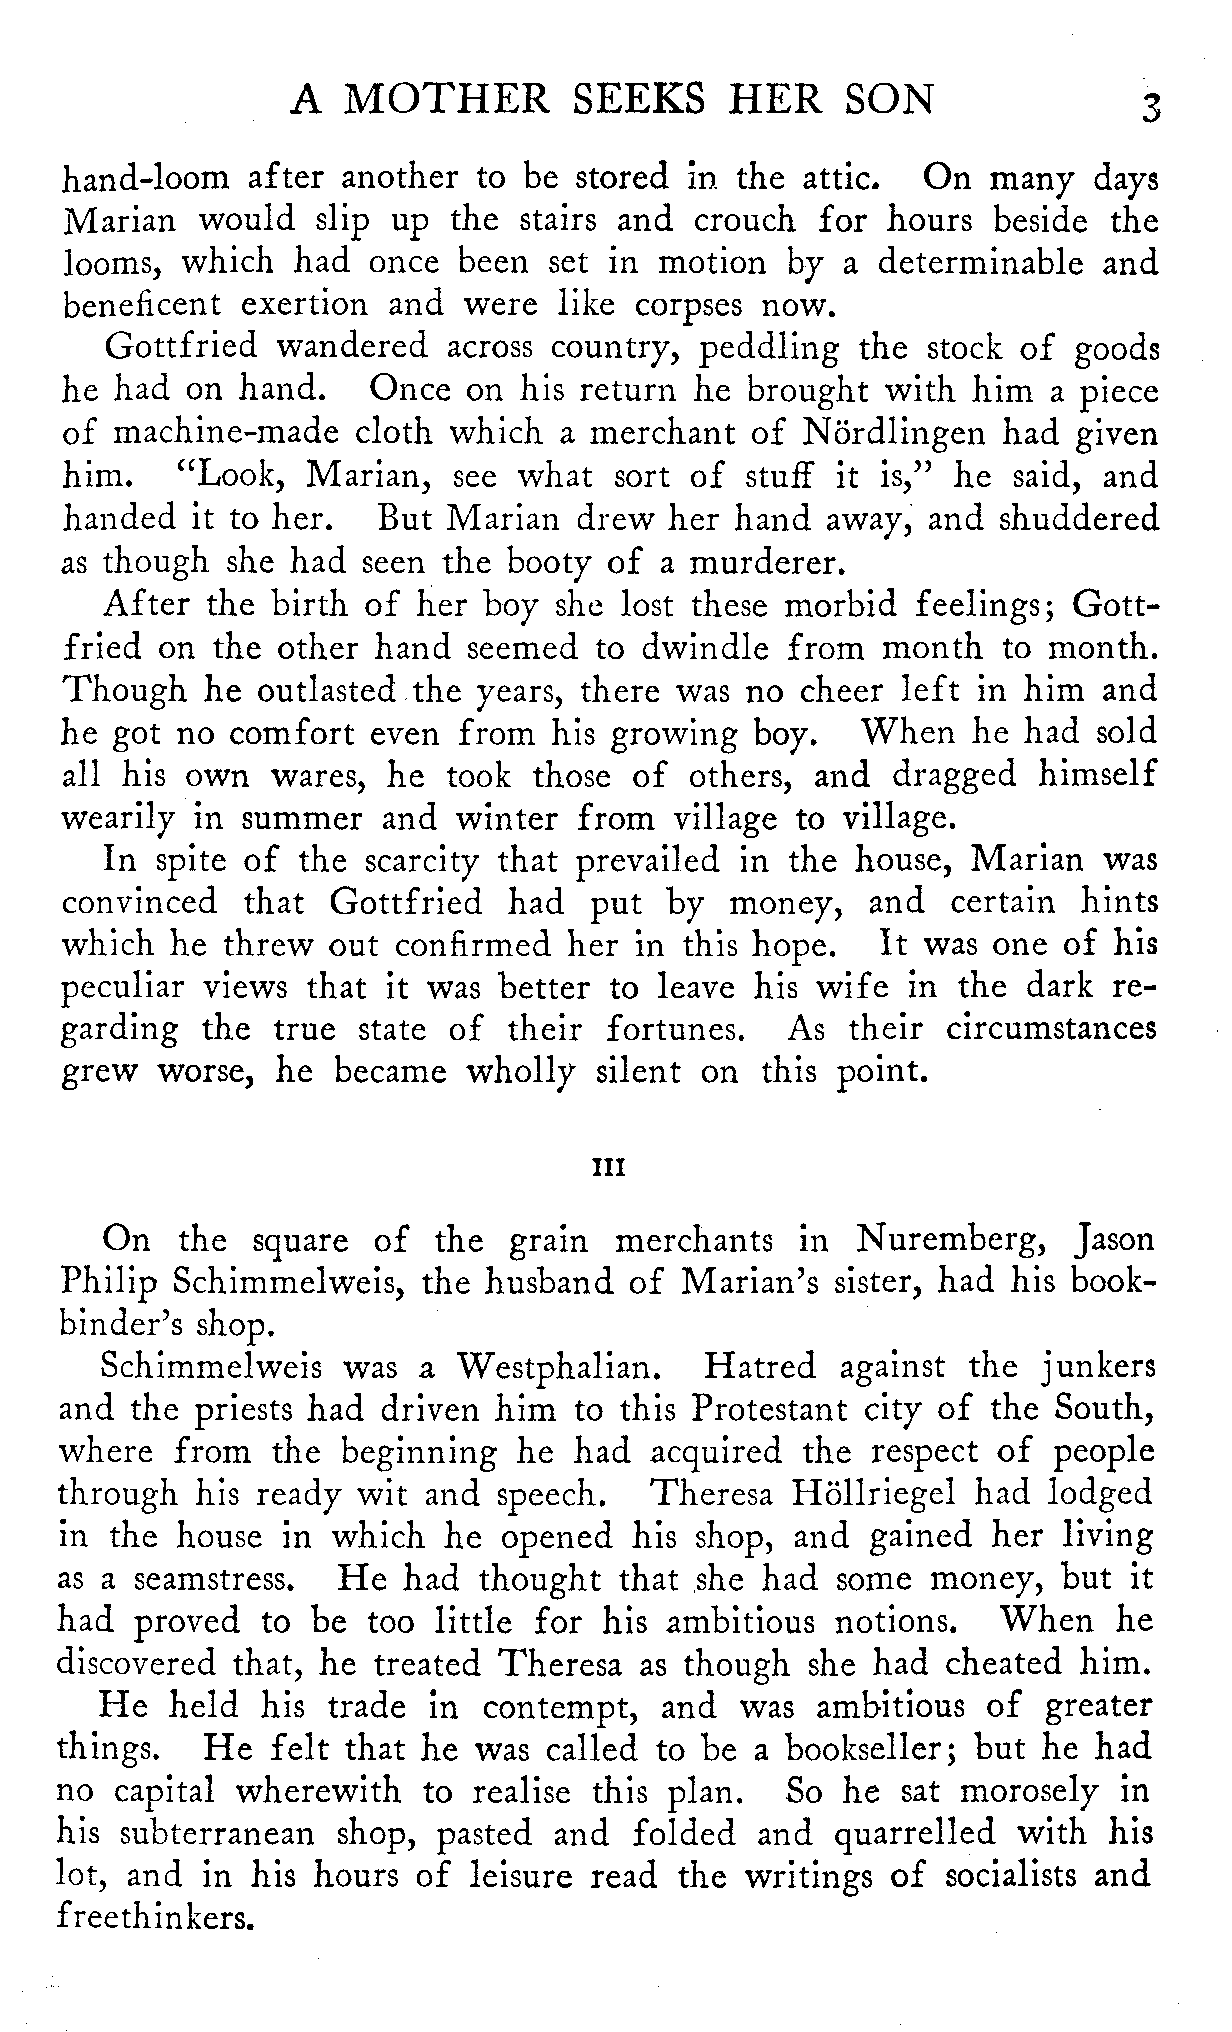 A MOTHER SEEKS HER SON 3
hand-loom after another to be stored in the attic. On many days
Marian would slip up the stairs and crouch for hours beside the
looms, which had once been set in motion by a determinable and
beneficent exertion and were like corpses now.
Gottfried wandered across country, peddling the stock of goods
he had on hand. Once on his return he brought with him a piece
of machine-made cloth which a merchant of Nördlingen had given
him. “Look, Marian, see what sort of stuff it is,” he said, and
handed it to her. But Marian drew her hand away, and shuddered
as though she had seen the booty of a murderer.
After the birth of her boy she lost these morbid feelings; Gott-
fried on the other hand seemed to dwindle from month to month.
Though he outlasted the years, there was no cheer left in him and
he got no comfort even from his growing boy. When he had sold
all his own wares, he took those of others, and dragged himself
wearily in summer and winter from village to village.
In spite of the scarcity that prevailed in the house, Marian was
convinced that Gottfried had put by money, and certain hints
which he threw out confirmed her in this hope. It was one of his
peculiar views that it was better to leave his wife in the dark re-
garding the true state of their fortunes. As their circumstances
grew worse, he became wholly silent on this point.
III
On the square of the grain merchants in Nuremberg, Jason
Philip Schimmelweis, the husband of Marian’s sister, had his book-
binder’s shop.
Schimmelweis was a Westphalian. Hatred against the junkers
and the priests had driven him to this Protestant city of the South,
where from the beginning he had acquired the respect of people
through his ready wit and speech. Theresa Höllriegel had lodged
in the house in which he opened his shop, and gained her living
as a seamstress. He had thought that she had some money, but it
had proved to be too little for his ambitious notions. When he
discovered that, he treated Theresa as though she had cheated him.
He held his trade in contempt, and was ambitious of greater
things. He felt that he was called to be a bookseller; but he had
no capital wherewith to realise this plan. So he sat morosely in
his subterranean shop, pasted and folded and quarrelled with his
lot, and in his hours of leisure read the writings of socialists and
freethinkers.